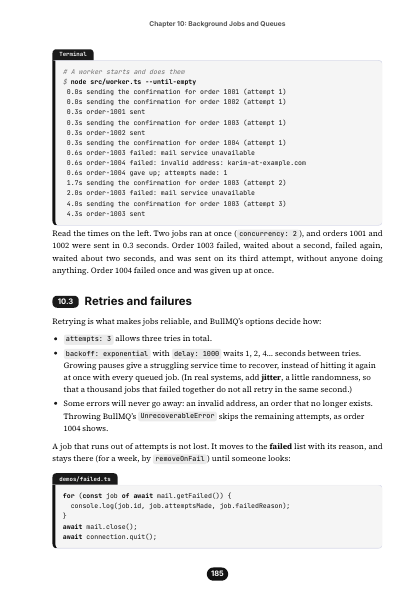 Chapter 10: Background Jobs and Queues
Terminal
# A worker starts and does them
$ node src/worker.ts --until-empty
0.0s sending the confirmation for order 1001 (attempt 1)
0.0s sending the confirmation for order 1002 (attempt 1)
0.3s order-1001 sent
0.3s sending the confirmation for order 1003 (attempt 1)
0.3s order-1002 sent
0.3s sending the confirmation for order 1004 (attempt 1)
0.6s order-1003 failed: mail service unavailable
0.6s order-1004 failed: invalid address: karim-at-example.com
0.6s order-1004 gave up; attempts made: 1
1.7s sending the confirmation for order 1003 (attempt 2)
2.0s order-1003 failed: mail service unavailable
4.0s sending the confirmation for order 1003 (attempt 3)
4.3s order-1003 sent
Read the times on the left. Two jobs ran at once ( concurrency: 2 ), and orders 1001 and
1002 were sent in 0.3 seconds. Order 1003 failed, waited about a second, failed again,
waited about two seconds, and was sent on its third attempt, without anyone doing
anything. Order 1004 failed once and was given up at once.
10.3 Retries and failures
Retrying is what makes jobs reliable, and BullMQ's options decide how:
• attempts: 3 allows three tries in total.
• backoff: exponential with delay: 1000 waits 1, 2, 4… seconds between tries.
Growing pauses give a struggling service time to recover, instead of hitting it again
at once with every queued job. (In real systems, add jitter, a little randomness, so
that a thousand jobs that failed together do not all retry in the same second.)
• Some errors will never go away: an invalid address, an order that no longer exists.
Throwing BullMQ's UnrecoverableError skips the remaining attempts, as order
1004 shows.
A job that runs out of attempts is not lost. It moves to the failed list with its reason, and
stays there (for a week, by removeOnFail) until someone looks:
demos/failed.ts
for (const job of await mail.getFailed()) {
console.log(job.id, job.attemptsMade, job.failedReason);
}
await mail.close();
await connection.quit();
185